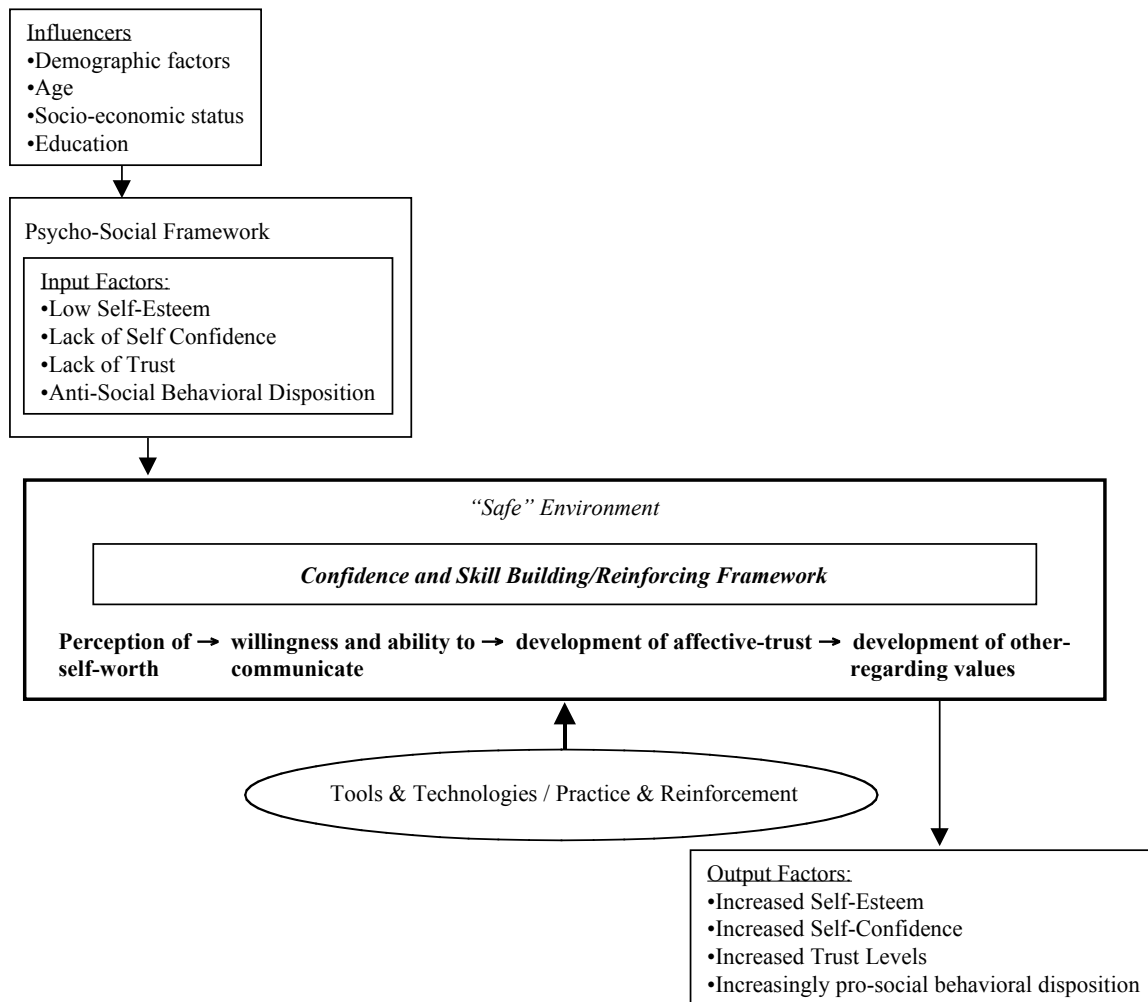 Influencers
•Demographic factors
•Age
•Socio-economic status
•Education
Psycho-Social Framework
Input Factors:
•Low Self-Esteem
•Lack of Self Confidence
•Lack of Trust
•Anti-Social Behavioral Disposition
“Safe” Environment
Confidence and Skill Building/Reinforcing Framework
Perception of → willingness and ability to → development of affective-trust → development of other-
self-worth communicate regarding values
Tools & Technologies / Practice & Reinforcement
Output Factors:
•Increased Self-Esteem
•Increased Self-Confidence
•Increased Trust Levels
•Increasingly pro-social behavioral disposition